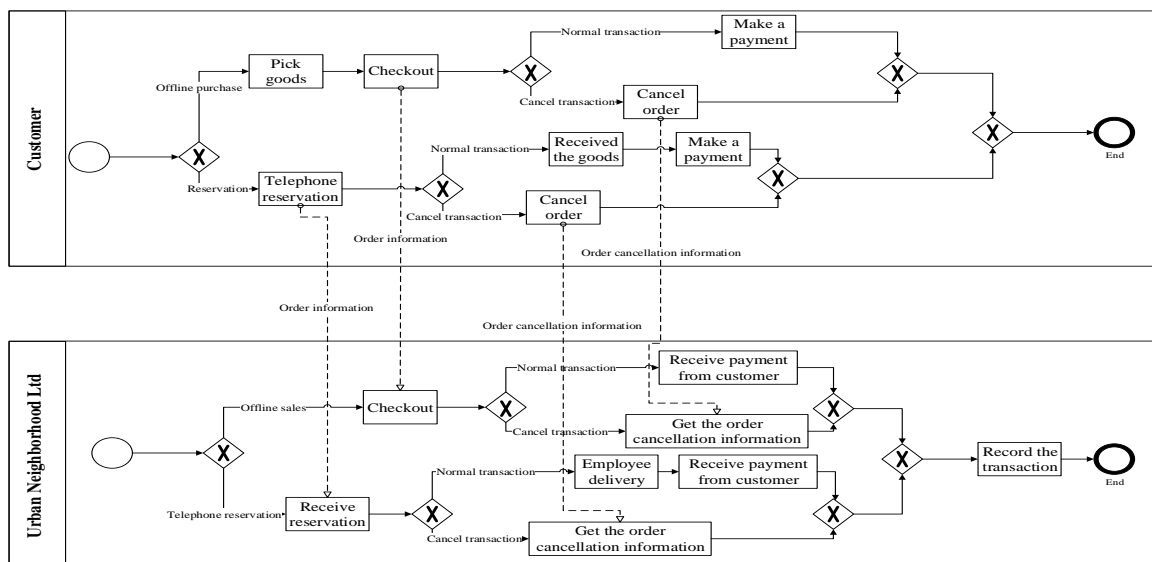 Customer
Normal transaction
Make a
payment
Pick
goods
Checkout
X
Offline purchase
X
Cancel transaction
Cancel
order
X
X
X
End
Normal transaction
Received
the goods
Make a
payment
Reservation
Telephone
reservation
X
X
Cancel transaction
Cancel
order
Order information
Order cancellation information
Order information
Order cancellation information
Urban Neighborhood Ltd
Normal transaction
Receive payment
from customer
Offline sales
Checkout
X
X
Cancel transaction
Get the order
cancellation information
X
X
Record the
transaction
End
Normal transaction
Employee
delivery
Receive payment
from customer
Telephone reservation
Receive
reservation
X
X
Cancel transaction
Get the order
cancellation information